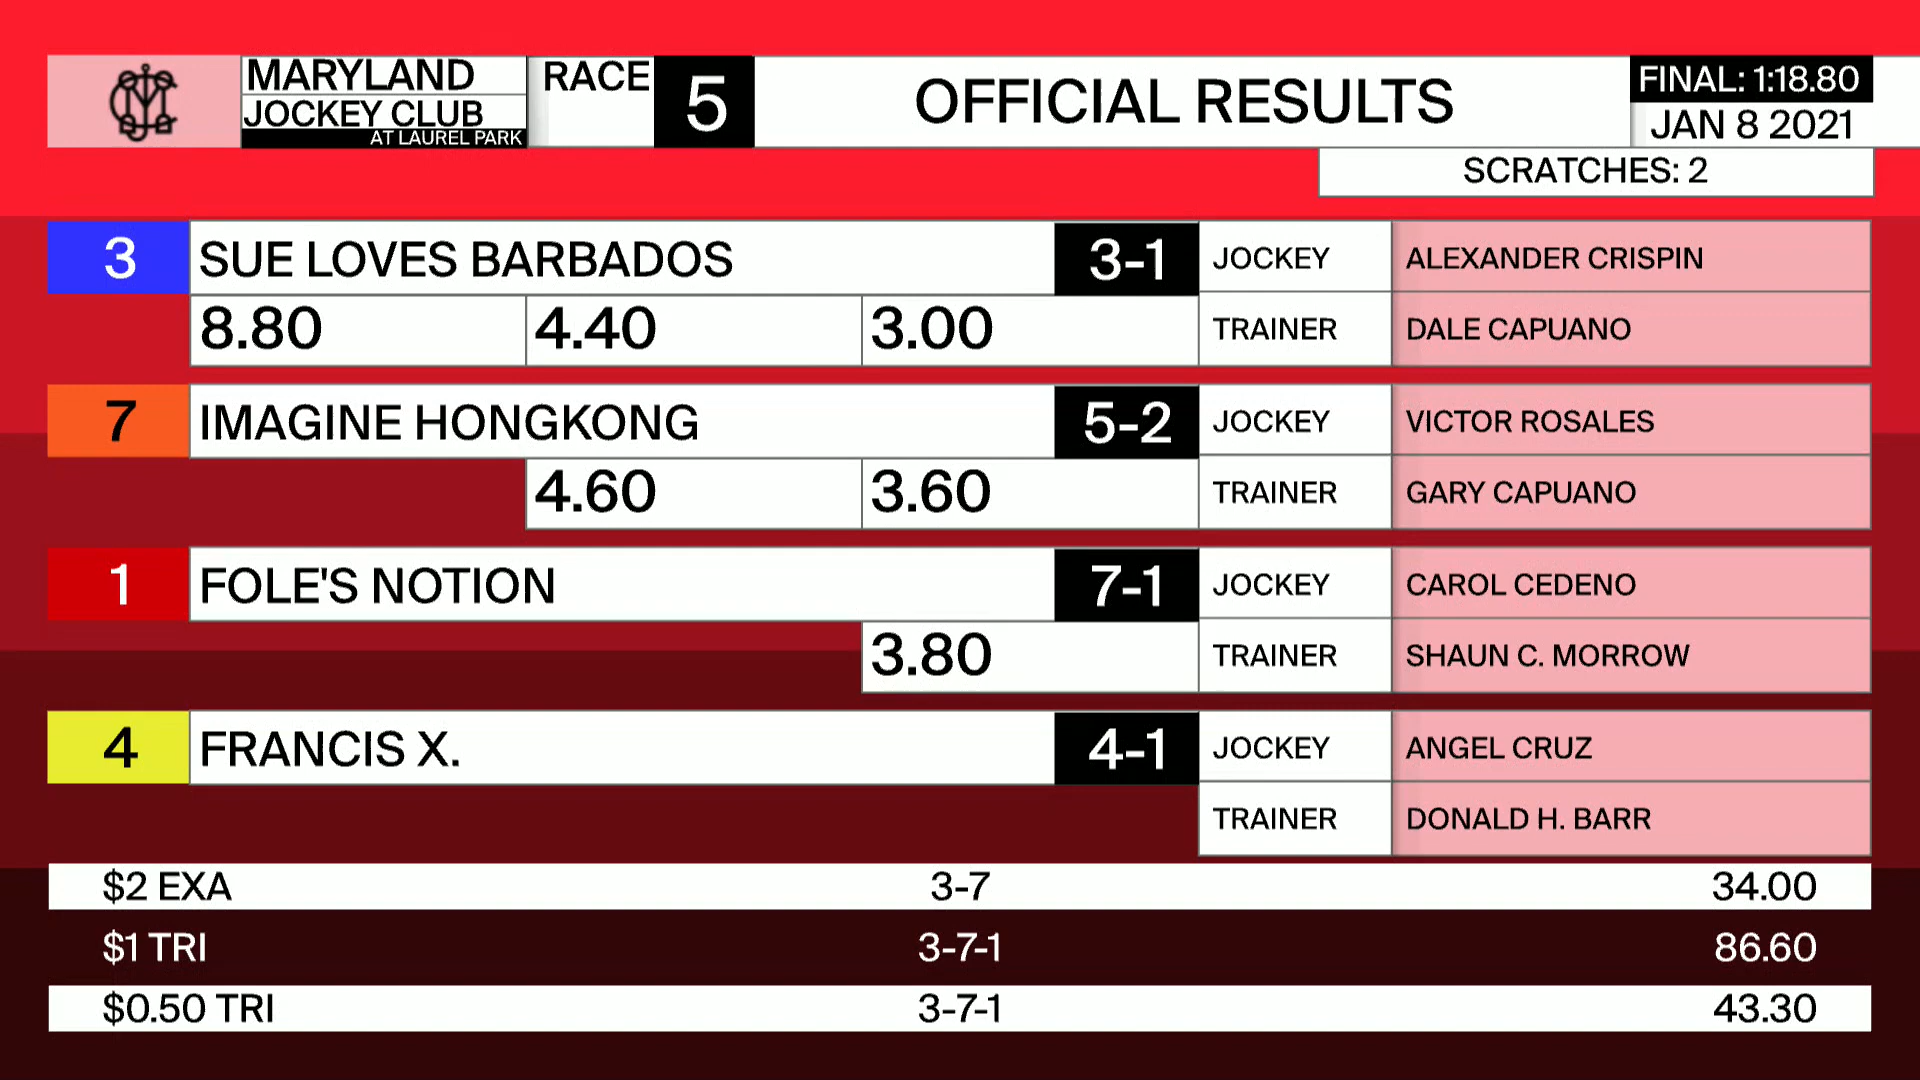 MARYLAND
JOCKEY CLUB
AT LAUREL PARK
RACE 5
OFFICIAL RESULTS
FINAL: 1:18.80
JAN 8 2021
SCRATCHES: 2
3 SUE LOVES BARBADOS 3-1 JOCKEY ALEXANDER CRISPIN
8.80 4.40 3.00 TRAINER DALE CAPUANO
7 IMAGINE HONGKONG 5-2 JOCKEY VICTOR ROSALES
4.60 3.60 TRAINER GARY CAPUANO
1 FOLE'S NOTION 7-1 JOCKEY CAROL CEDENO
3.80 TRAINER SHAUN C. MORROW
4 FRANCIS X. 4-1 JOCKEY ANGEL CRUZ
TRAINER DONALD H. BARR
$2 EXA 3-7 34.00
$1 TRI 3-7-1 86.60
$0.50 TRI 3-7-1 43.30